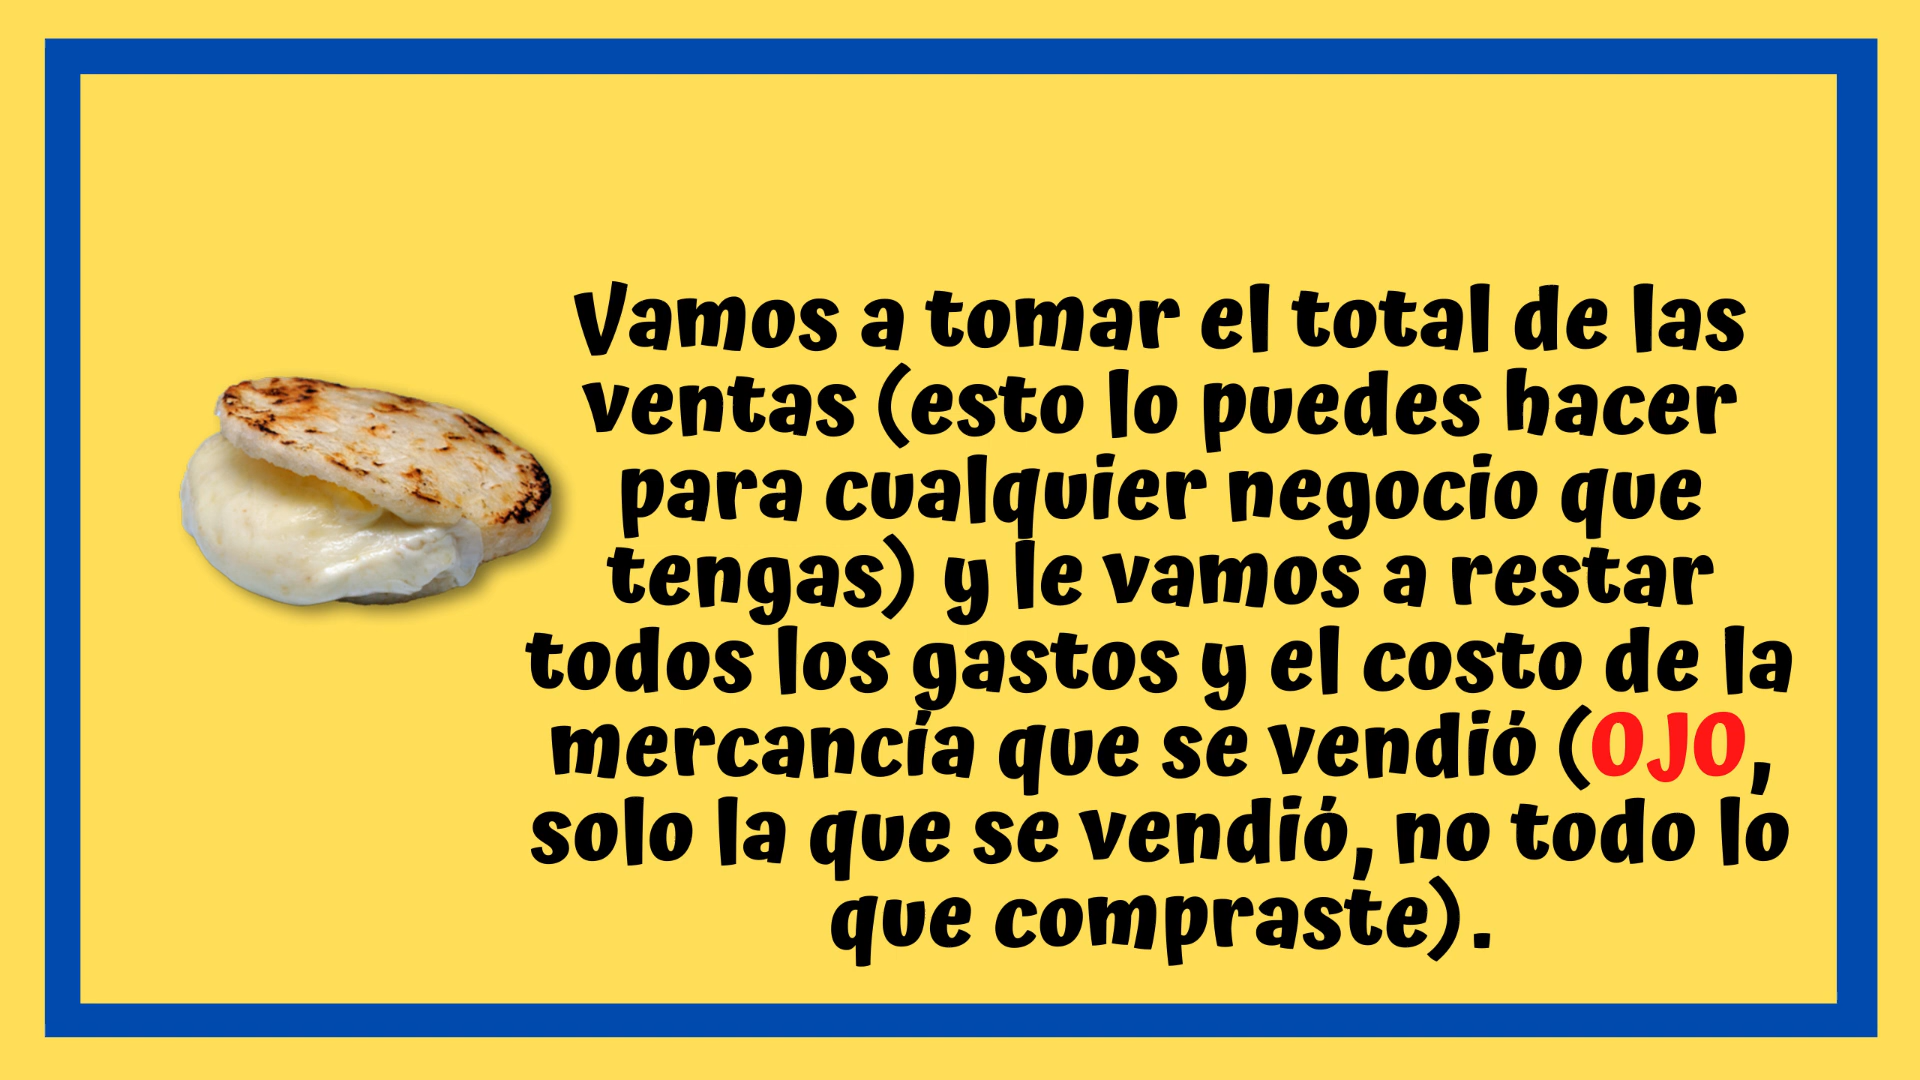 Vamos a tomar el total de las
ventas (esto lo puedes hacer
para cualquier negocio que
tengas) y le vamos a restar
todos los gastos y el costo de la
mercancía que se vendió (OJO,
solo la que se vendió, no todo lo
que compraste).